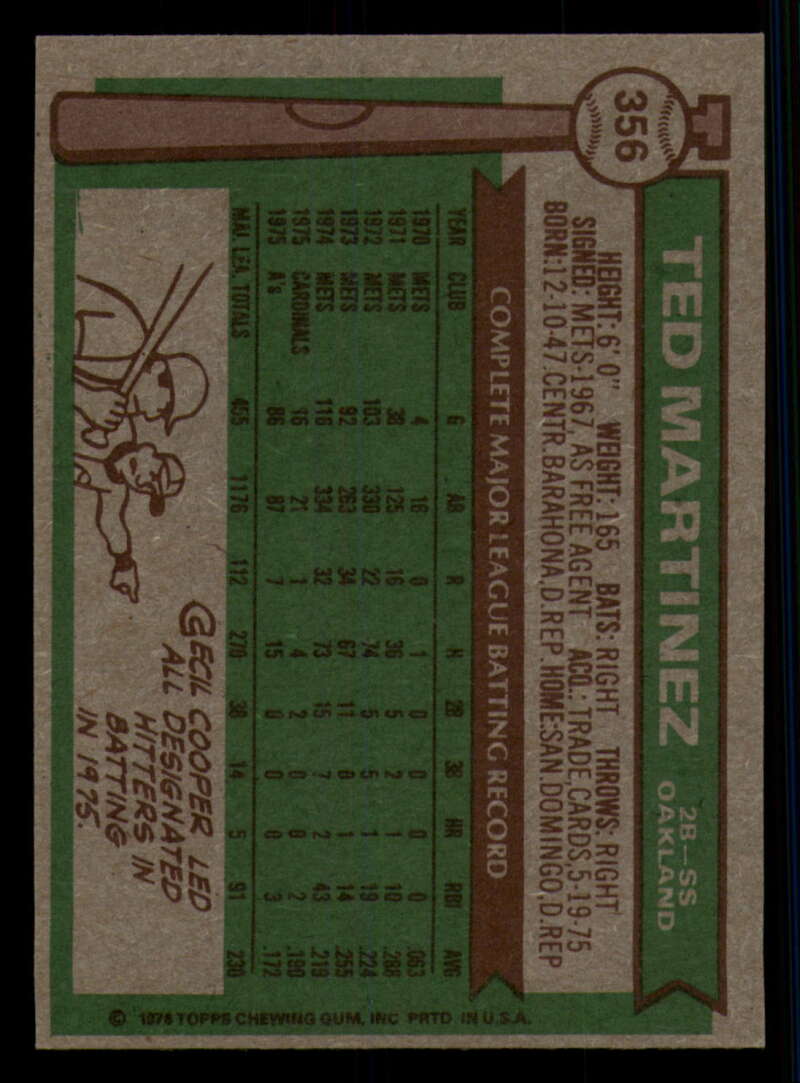 356
TED MARTINEZ
2B—SS
OAKLAND
HEIGHT: 6' 0" WEIGHT: 165 BATS: RIGHT THROWS: RIGHT
SIGNED: METS-1967, AS FREE AGENT ACQ.: TRADE, CARDS, 5-19-75
BORN: 12-10-47, CENTR. BARAHONA, D. REP. HOME: SAN. DOMINGO, D. REP
COMPLETE MAJOR LEAGUE BATTING RECORD
YEAR CLUB G AB R H 2B 3B HR RBI AVG
1970 METS 4 16 0 1 0 0 0 0 .063
1971 METS 38 125 16 36 5 2 1 10 .288
1972 METS 103 330 22 74 5 5 1 19 .224
1973 METS 92 263 34 67 11 0 1 14 .255
1974 METS 116 334 32 73 15 7 2 43 .219
1975 CARDINALS 16 21 1 4 2 0 0 2 .190
1975 A's 86 87 7 15 0 0 0 3 .172
MAJ. LEA. TOTALS 455 1176 112 270 38 14 5 91 .230
CECIL COOPER LED
ALL DESIGNATED
HITTERS IN
BATTING
IN 1975.
© 1976 TOPPS CHEWING GUM, INC PRTD IN U.S.A.